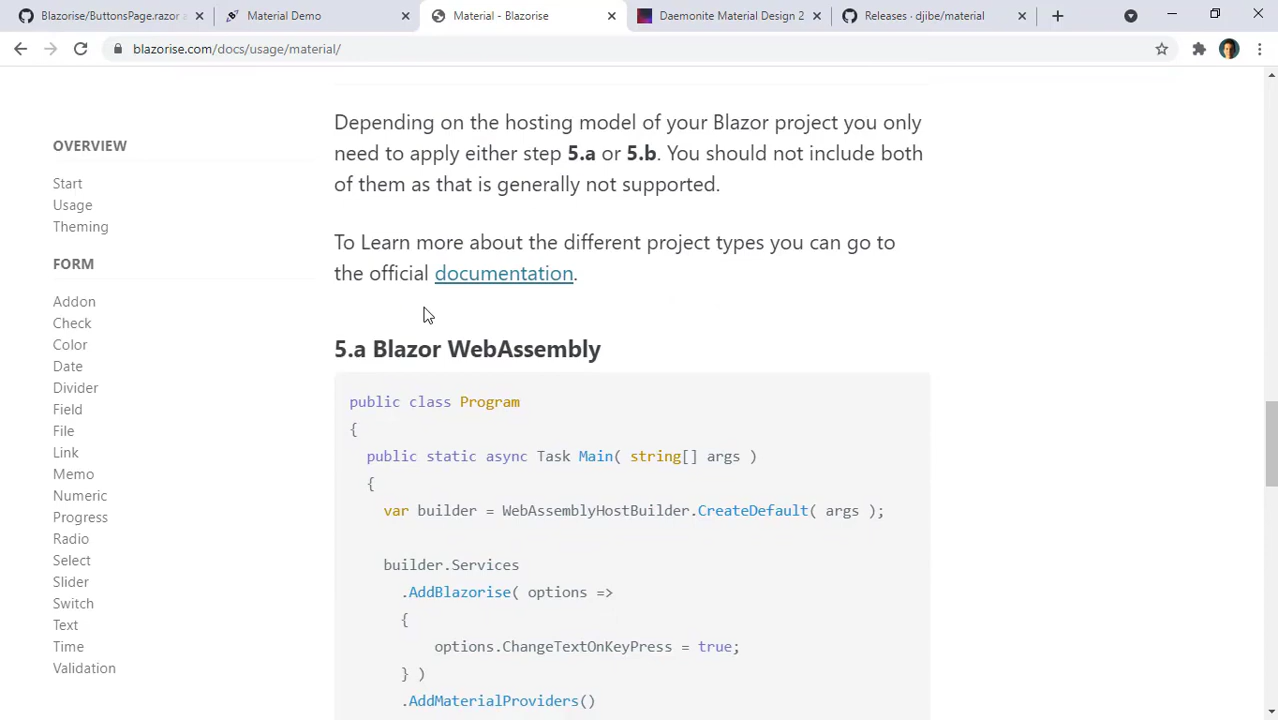 Blazorise/ButtonsPage.razor a
Material Demo
Material - Blazorise
Daemonite Material Design 2
Releases · djibe/material
blazorise.com/docs/usage/material/
OVERVIEW
Start
Usage
Theming
FORM
Addon
Check
Color
Date
Divider
Field
File
Link
Memo
Numeric
Progress
Radio
Select
Slider
Switch
Text
Time
Validation
Depending on the hosting model of your Blazor project you only
need to apply either step 5.a or 5.b. You should not include both
of them as that is generally not supported.
To Learn more about the different project types you can go to
the official documentation.
5.a Blazor WebAssembly
public class Program
{
public static async Task Main( string[] args )
{
var builder = WebAssemblyHostBuilder.CreateDefault( args );
builder.Services
.AddBlazorise( options =>
{
options.ChangeTextOnKeyPress = true;
} )
.AddMaterialProviders()